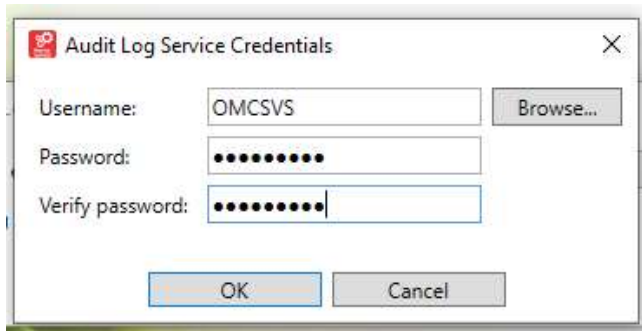 Audit Log Service Credentials
Username: OMCSVS Browse...
Password: ●●●●●●●●●
Verify password: ●●●●●●●●●
OK Cancel